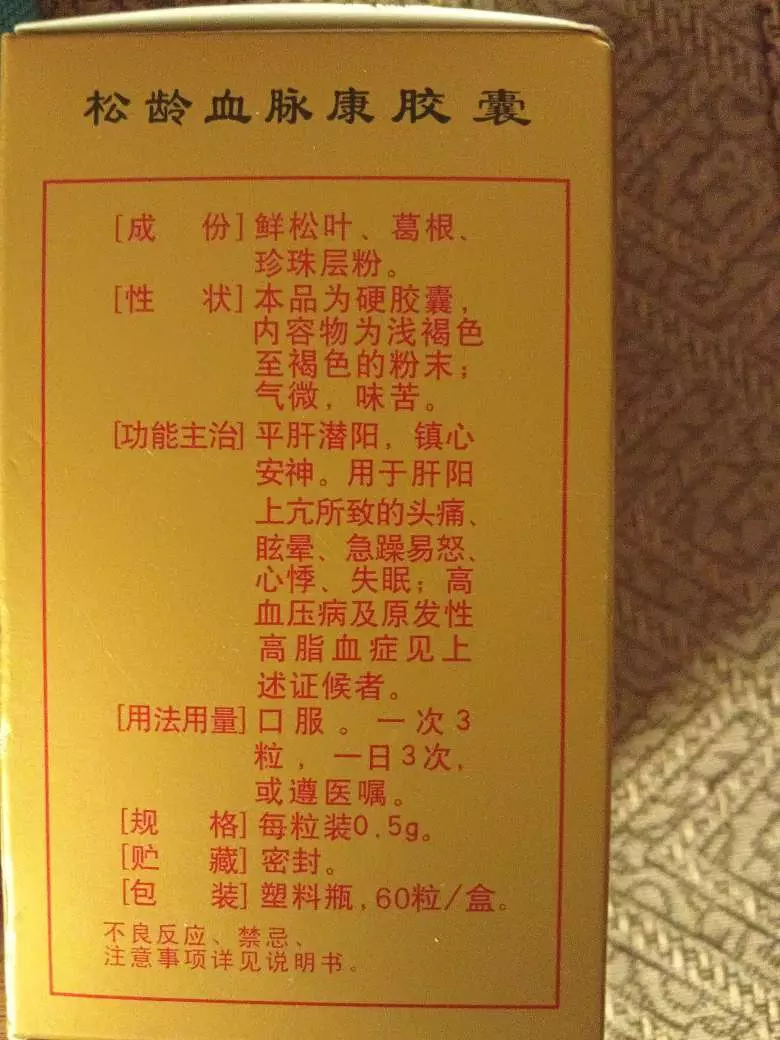 松龄血脉康胶囊
[成 份]鲜松叶、葛根、
珍珠层粉。
[性 状]本品为硬胶囊，
内容物为浅褐色
至褐色的粉末；
气微，味苦。
[功能主治]平肝潜阳，镇心
安神。用于肝阳
上亢所致的头痛、
眩晕、急躁易怒、
心悸、失眠；高
血压病及原发性
高脂血症见上
述证候者。
[用法用量]口服。一次3
粒，一日3次，
或遵医嘱。
[规 格]每粒装0.5g。
[贮 藏]密封。
[包 装]塑料瓶，60粒/盒。
不良反应、禁忌、
注意事项详见说明书。